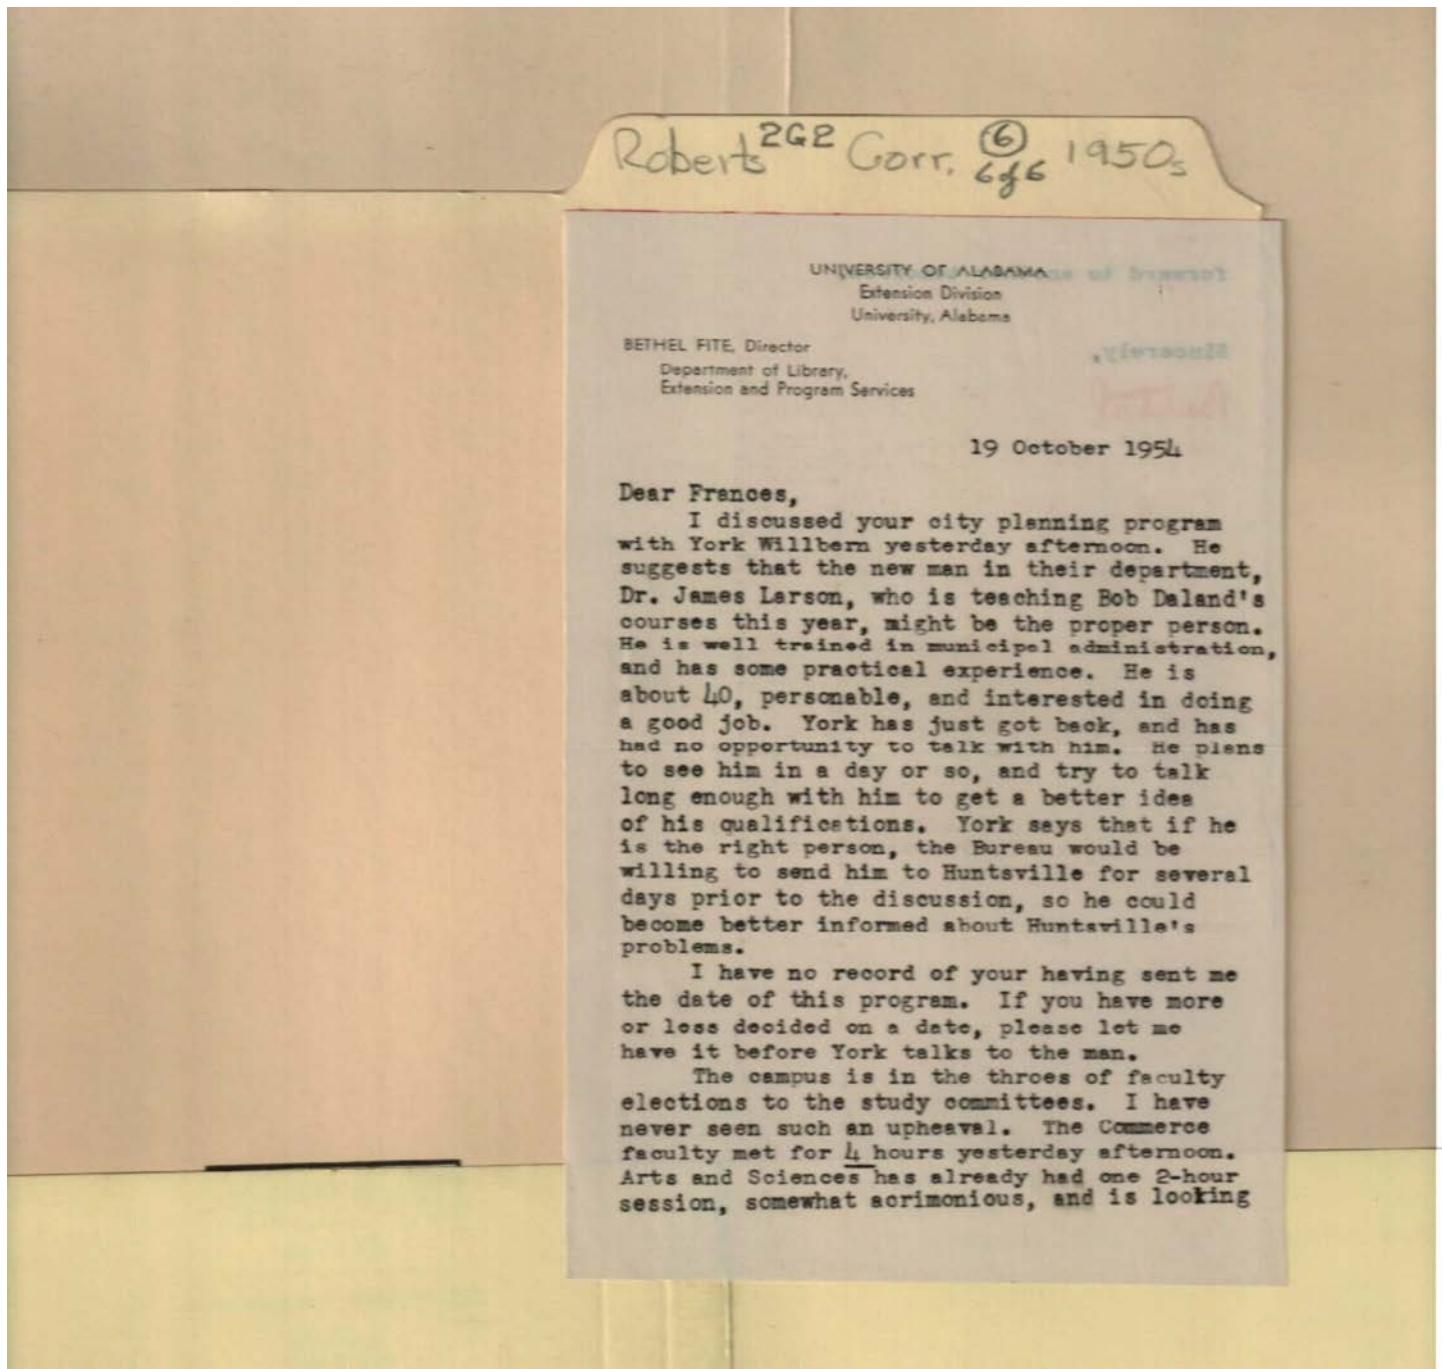 Roberts 2G2 Corr. 6 6 of 6 1950s
UNIVERSITY OF ALABAMA
Extension Division
University, Alabama
BETHEL FITE, Director
Department of Library,
Extension and Program Services
19 October 1954
Dear Frances,
I discussed your city planning program
with York Willbern yesterday afternoon. He
suggests that the new man in their department,
Dr. James Larson, who is teaching Bob Daland's
courses this year, might be the proper person.
He is well trained in municipal administration,
and has some practical experience. He is
about 40, personable, and interested in doing
a good job. York has just got back, and has
had no opportunity to talk with him. He plans
to see him in a day or so, and try to talk
long enough with him to get a better idea
of his qualifications. York says that if he
is the right person, the Bureau would be
willing to send him to Huntsville for several
days prior to the discussion, so he could
become better informed about Huntsville's
problems.
I have no record of your having sent me
the date of this program. If you have more
or less decided on a date, please let me
have it before York talks to the man.
The campus is in the throes of faculty
elections to the study committees. I have
never seen such an upheaval. The Commerce
faculty met for 4 hours yesterday afternoon.
Arts and Sciences has already had one 2-hour
session, somewhat acrimonious, and is looking
forward to
Sincerely,